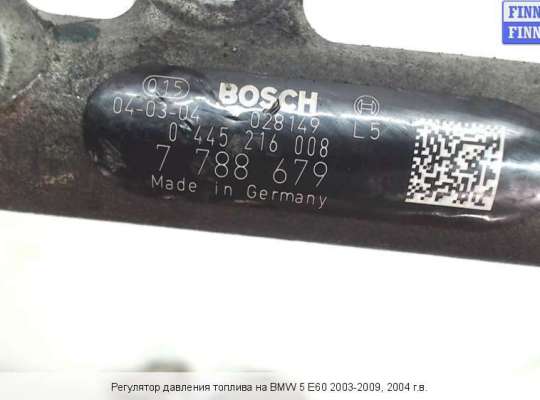 FINN
FINN
015 BOSCH
04-03-04 028149 L5
0 445 216 008
7 788 679
Made in Germany
Регулятор давления топлива на BMW 5 E60 2003-2009, 2004 г.в.